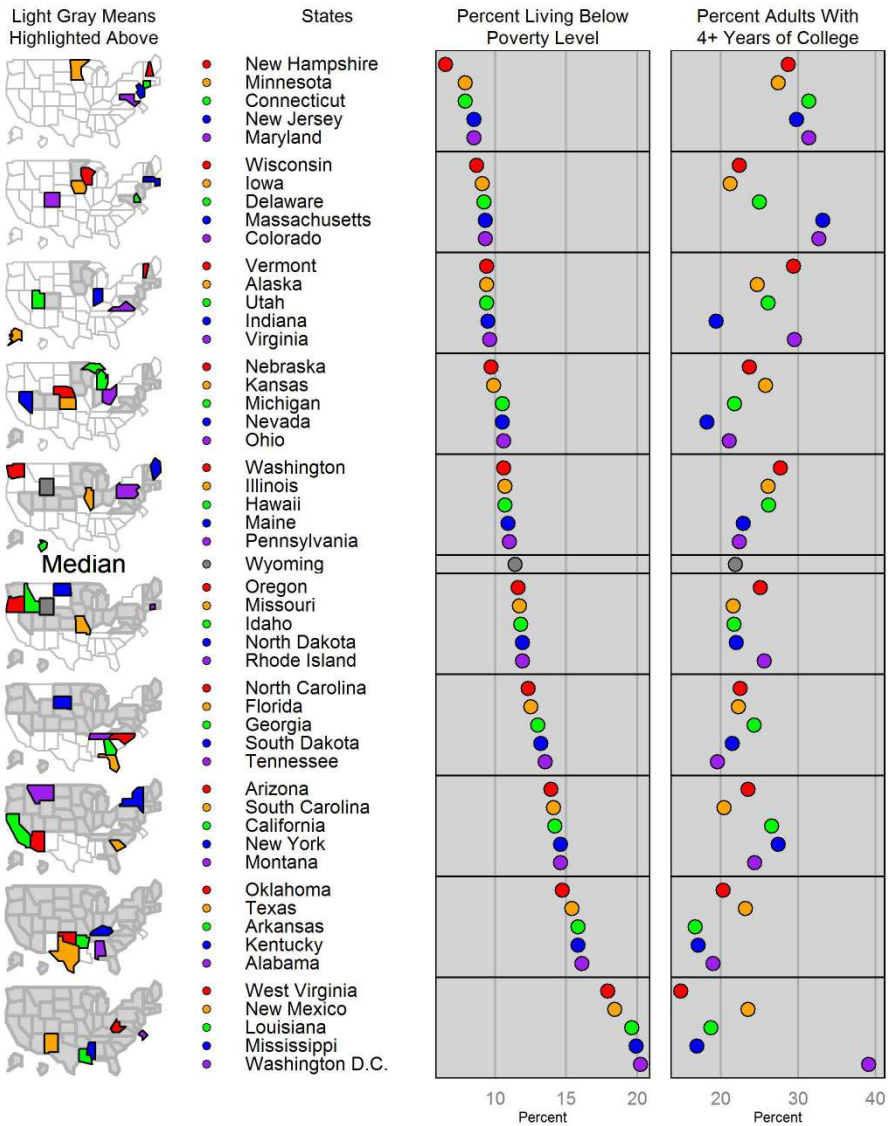 Light Gray Means
Highlighted Above
States
Percent Living Below
Poverty Level
Percent Adults With
4+ Years of College
New Hampshire
Minnesota
Connecticut
New Jersey
Maryland
Wisconsin
Iowa
Delaware
Massachusetts
Colorado
Vermont
Alaska
Utah
Indiana
Virginia
Nebraska
Kansas
Michigan
Nevada
Ohio
Washington
Illinois
Hawaii
Maine
Pennsylvania
Median
Wyoming
Oregon
Missouri
Idaho
North Dakota
Rhode Island
North Carolina
Florida
Georgia
South Dakota
Tennessee
Arizona
South Carolina
California
New York
Montana
Oklahoma
Texas
Arkansas
Kentucky
Alabama
West Virginia
New Mexico
Louisiana
Mississippi
Washington D.C.
10 15 20
Percent
20 30 40
Percent